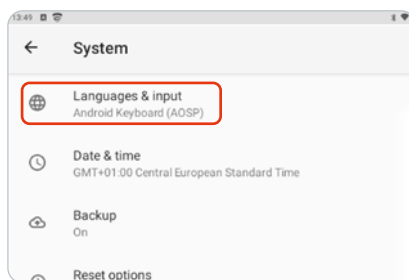 13:49
System
Languages & input
Android Keyboard (AOSP)
Date & time
GMT+01:00 Central European Standard Time
Backup
On
Reset options